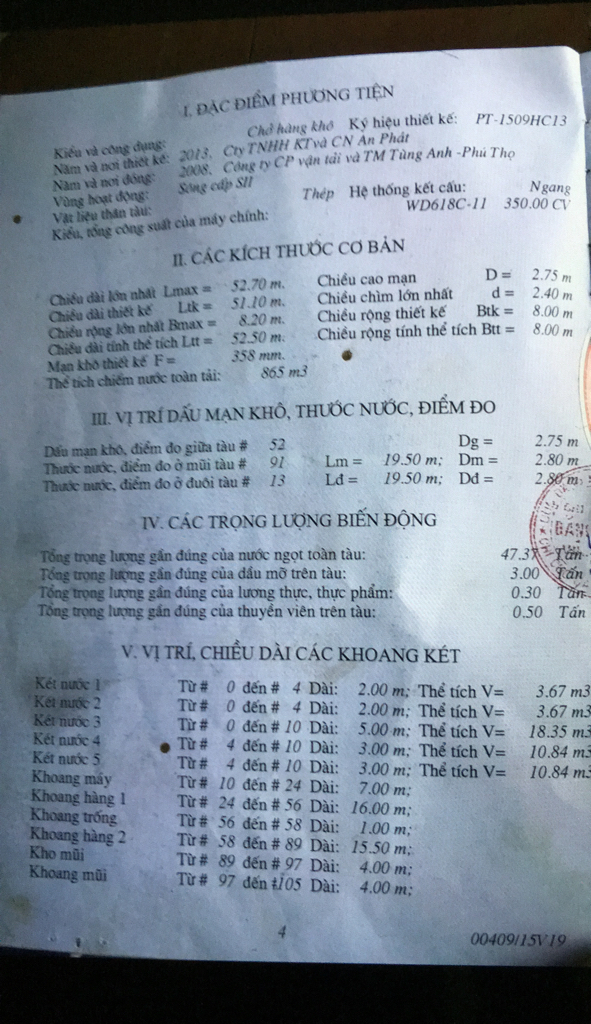 I. ĐẶC ĐIỂM PHƯƠNG TIỆN
Kiểu và công dụng: Chở hàng khô Ký hiệu thiết kế: PT-1509HC13
Năm và nơi thiết kế: 2013, Cty TNHH KT và CN An Phát
Năm và nơi đóng: 2008, Công ty CP vận tải và TM Tùng Anh -Phú Thọ
Vùng hoạt động: Sông cấp SII
Vật liệu thân tàu: Thép Hệ thống kết cấu: Ngang
Kiểu, tổng công suất của máy chính: WD618C-11 350.00 CV
II. CÁC KÍCH THƯỚC CƠ BẢN
Chiều dài lớn nhất Lmax = 52.70 m. Chiều cao mạn D = 2.75 m
Chiều dài thiết kế Ltk = 51.10 m. Chiều chìm lớn nhất d = 2.40 m
Chiều rộng lớn nhất Bmax = 8.20 m. Chiều rộng thiết kế Btk = 8.00 m
Chiều dài tính thể tích Ltt = 52.50 m. Chiều rộng tính thể tích Btt = 8.00 m
Mạn khô thiết kế F = 358 mm.
Thể tích chiếm nước toàn tải: 865 m3
III. VỊ TRÍ DẤU MẠN KHÔ, THƯỚC NƯỚC, ĐIỂM ĐO
Dấu mạn khô, điểm đo giữa tàu # 52 Dg = 2.75 m
Thước nước, điểm đo ở mũi tàu # 91 Lm = 19.50 m; Dm = 2.80 m
Thước nước, điểm đo ở đuôi tàu # 13 Lđ = 19.50 m; Dđ = 2.80 m
IV. CÁC TRỌNG LƯỢNG BIẾN ĐỘNG
Tổng trọng lượng gần đúng của nước ngọt toàn tàu: 47.37 Tấn
Tổng trọng lượng gần đúng của dầu mỡ trên tàu: 3.00 Tấn
Tổng trọng lượng gần đúng của lương thực, thực phẩm: 0.30 Tấn
Tổng trọng lượng gần đúng của thuyền viên trên tàu: 0.50 Tấn
V. VỊ TRÍ, CHIỀU DÀI CÁC KHOANG KÉT
Két nước 1 Từ # 0 đến # 4 Dài: 2.00 m; Thể tích V= 3.67 m3
Két nước 2 Từ # 0 đến # 4 Dài: 2.00 m; Thể tích V= 3.67 m3
Két nước 3 Từ # 0 đến # 10 Dài: 5.00 m; Thể tích V= 18.35 m3
Két nước 4 Từ # 4 đến # 10 Dài: 3.00 m; Thể tích V= 10.84 m3
Két nước 5 Từ # 4 đến # 10 Dài: 3.00 m; Thể tích V= 10.84 m3
Khoang máy Từ # 10 đến # 24 Dài: 7.00 m;
Khoang hàng 1 Từ # 24 đến # 56 Dài: 16.00 m;
Khoang trống Từ # 56 đến # 58 Dài: 1.00 m;
Khoang hàng 2 Từ # 58 đến # 89 Dài: 15.50 m;
Kho mũi Từ # 89 đến # 97 Dài: 4.00 m;
Khoang mũi Từ # 97 đến #105 Dài: 4.00 m;
4
00409/15V19